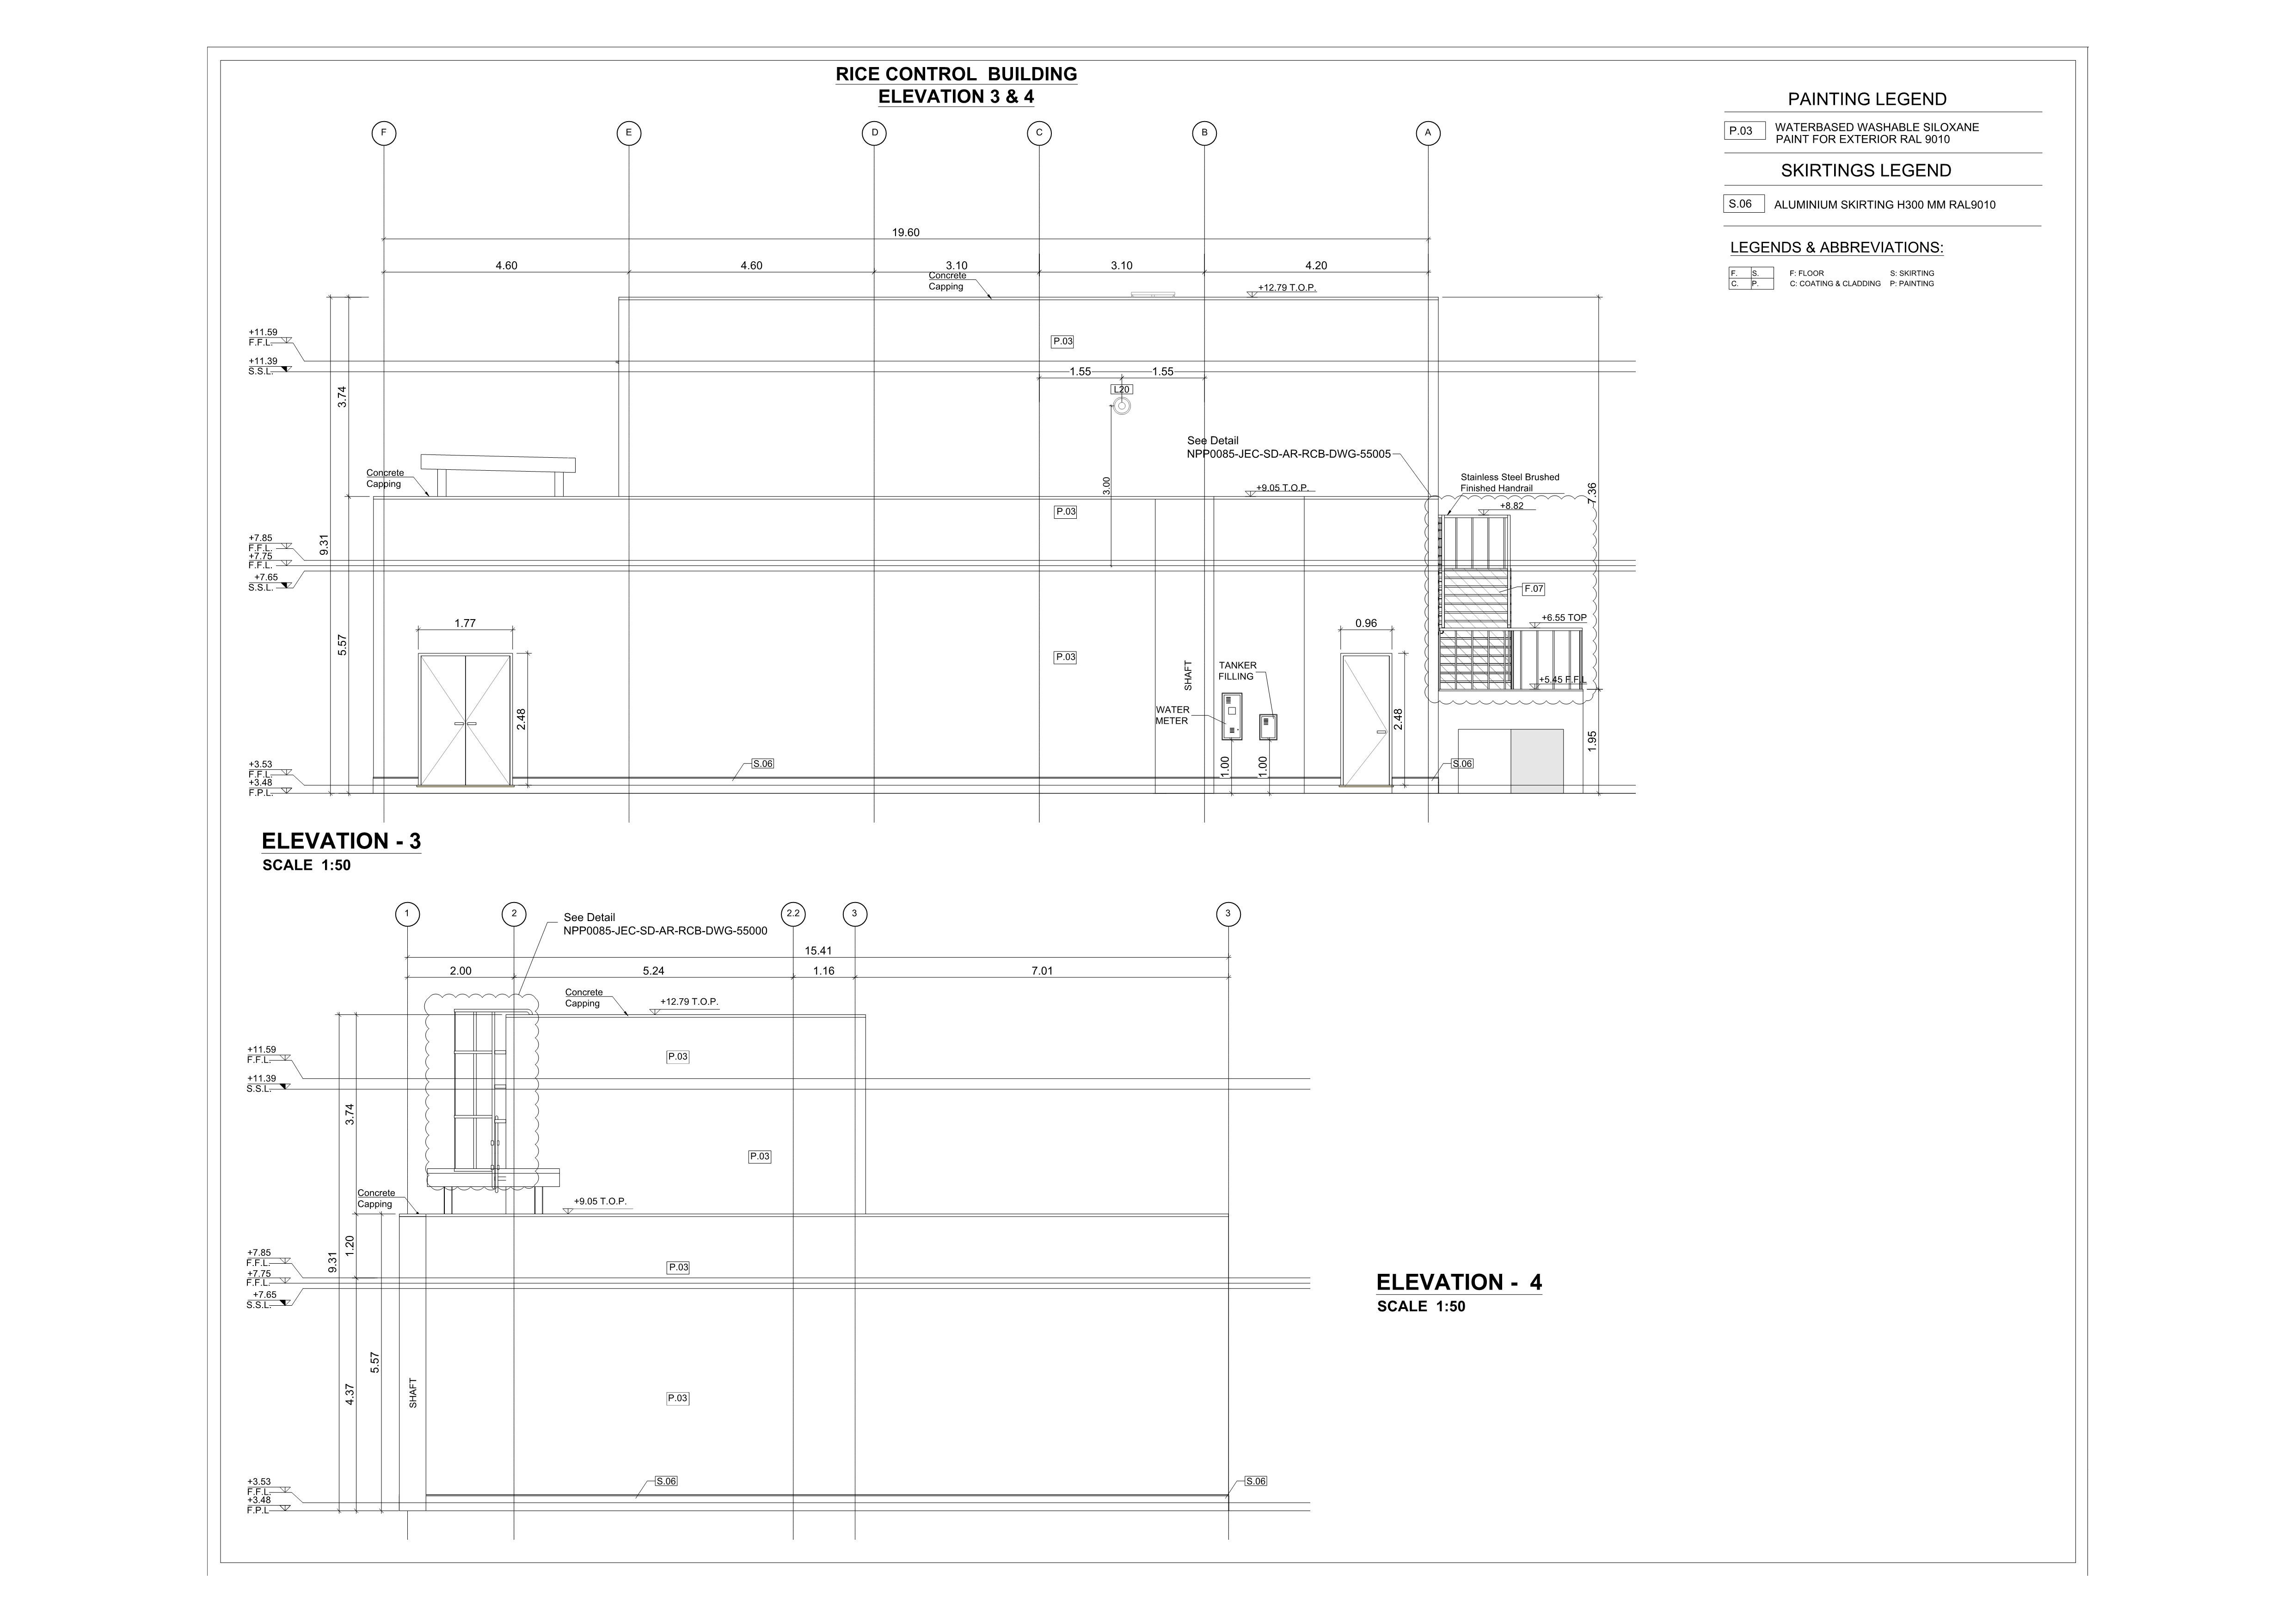 RICE CONTROL BUILDING
ELEVATION 3 & 4
PAINTING LEGEND
P.03
WATERBASED WASHABLE SILOXANE
PAINT FOR EXTERIOR RAL 9010
SKIRTINGS LEGEND
S.06
ALUMINIUM SKIRTING H300 MM RAL9010
LEGENDS & ABBREVIATIONS:
F. S. F: FLOOR S: SKIRTING
C. P. C: COATING & CLADDING P: PAINTING
F E D C B A
19.60
4.60 4.60 3.10 3.10 4.20
Concrete
Capping
+12.79 T.O.P.
+11.59
F.F.L.
P.03
+11.39
S.S.L.
1.55 1.55
L20
3.74
See Detail
NPP0085-JEC-SD-AR-RCB-DWG-55005
Concrete
Capping
3.00
+9.05 T.O.P.
Stainless Steel Brushed
Finished Handrail
7.36
+8.82
P.03
9.31
+7.85
F.F.L.
+7.75
F.F.L.
+7.65
S.S.L.
F.07
+6.55 TOP
1.77
0.96
5.57
P.03
SHAFT
TANKER
FILLING
+5.45 F.F.L
WATER
METER
2.48
2.48
1.95
+3.53
F.F.L.
+3.48
F.P.L.
S.06
1.00
1.00
S.06
ELEVATION - 3
SCALE 1:50
1 2 2.2 3 3
See Detail
NPP0085-JEC-SD-AR-RCB-DWG-55000
15.41
2.00 5.24 1.16 7.01
Concrete
Capping
+12.79 T.O.P.
+11.59
F.F.L.
P.03
+11.39
S.S.L.
3.74
P.03
Concrete
Capping
+9.05 T.O.P.
1.20
9.31
+7.85
F.F.L.
+7.75
F.F.L.
+7.65
S.S.L.
P.03
ELEVATION - 4
SCALE 1:50
5.57
4.37
SHAFT
P.03
+3.53
F.F.L.
+3.48
F.P.L
S.06
S.06